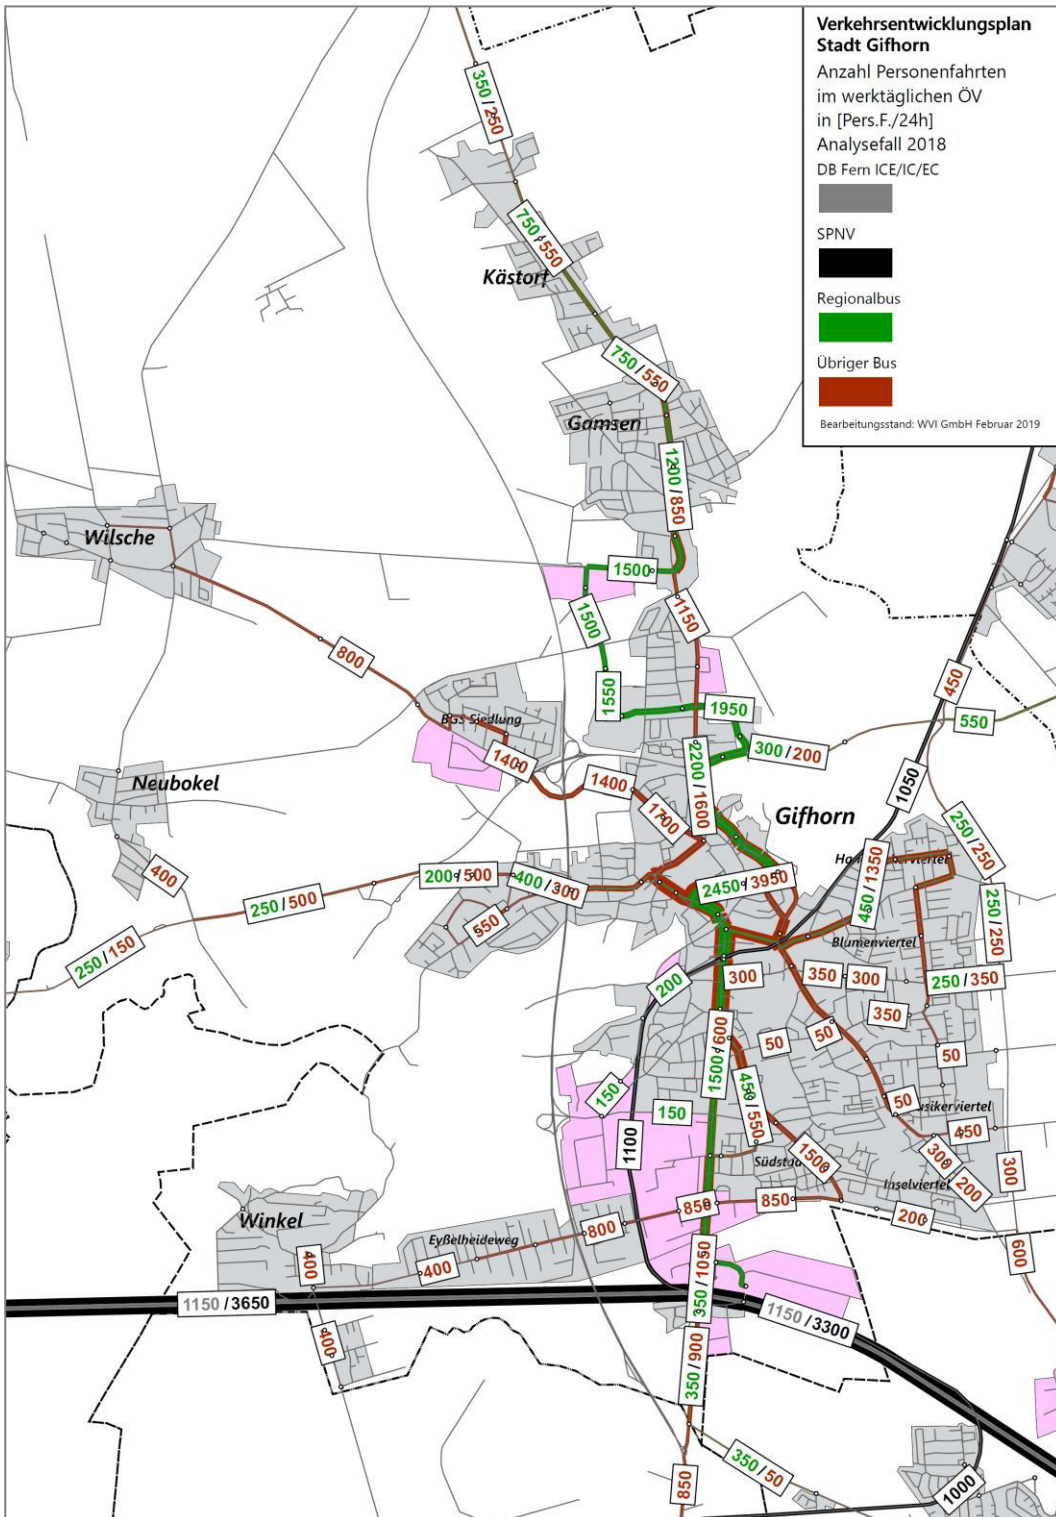 Verkehrsentwicklungsplan
Stadt Gifhorn
Anzahl Personenfahrten
im werktäglichen ÖV
in [Pers.F./24h]
Analysefall 2018
DB Fern ICE/IC/EC
SPNV
Regionalbus
Übriger Bus
Bearbeitungsstand: WVI GmbH Februar 2019
350/250
750/550
Kästorf
750/550
Gamsen
1200/850
Wilsche
1500
1500
1150
800
450
1550
1950
550
BGS Siedlung
1400
300/200
2200/1600
1050
Neubokel
1400
1700
Gifhorn
250/250
400
200/500
400/300
2450/3950
450/1350
250/500
550
250/250
Blumenviertel
250/150
200
300
350
300
250/350
350
1500/600
50
50
50
150
450/550
150
50
450
1100
1500
300
300
Südstadt
200
Inselviertel
850
850
200
Winkel
800
600
Eyßelheideweg
400
400
350/1050
1150/3650
1150/3300
400
350/900
350/50
850
1000